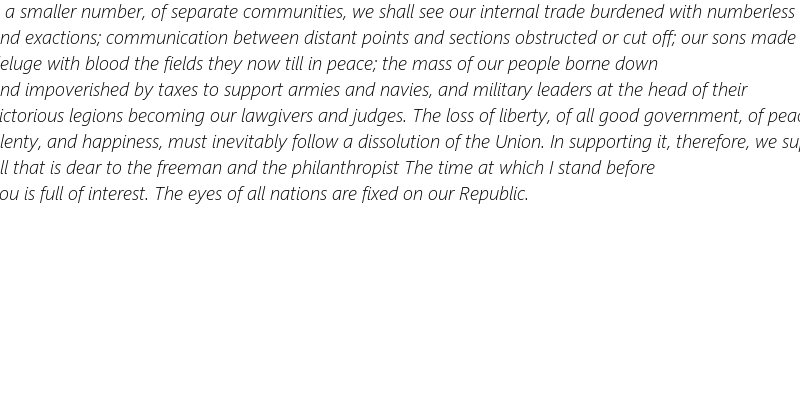 a smaller number, of separate communities, we shall see our internal trade burdened with numberless
nd exactions; communication between distant points and sections obstructed or cut off; our sons made
eluge with blood the fields they now till in peace; the mass of our people borne down
nd impoverished by taxes to support armies and navies, and military leaders at the head of their
ictorious legions becoming our lawgivers and judges. The loss of liberty, of all good government, of peac
lenty, and happiness, must inevitably follow a dissolution of the Union. In supporting it, therefore, we sup
ll that is dear to the freeman and the philanthropist The time at which I stand before
ou is full of interest. The eyes of all nations are fixed on our Republic.